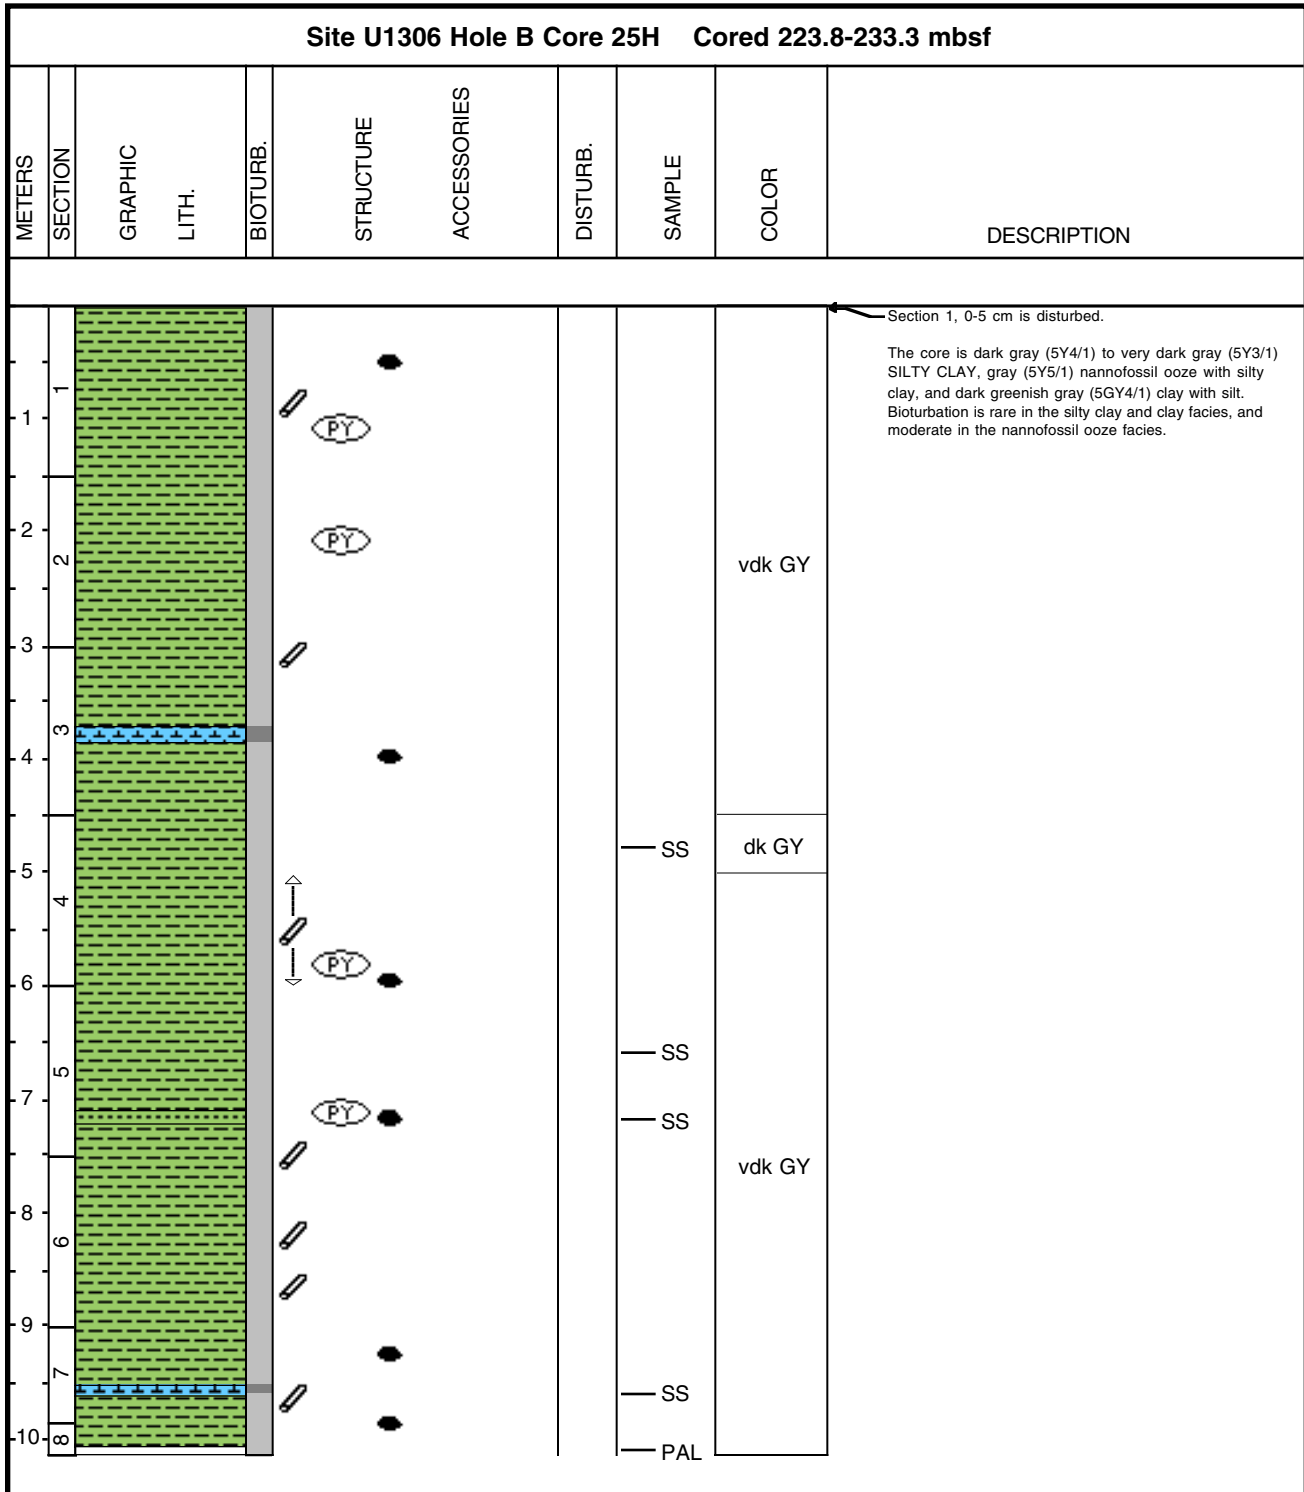 Site U1306 Hole B Core 25H Cored 223.8-233.3 mbsf
METERS
SECTION
GRAPHIC
LITH.
BIOTURB.
STRUCTURE
ACCESSORIES
DISTURB.
SAMPLE
COLOR
DESCRIPTION
Section 1, 0-5 cm is disturbed.
The core is dark gray (5Y4/1) to very dark gray (5Y3/1)
SILTY CLAY, gray (5Y5/1) nannofossil ooze with silty
clay, and dark greenish gray (5GY4/1) clay with silt.
Bioturbation is rare in the silty clay and clay facies, and
moderate in the nannofossil ooze facies.
1
1
PY
2
2
PY
vdk GY
3
3
4
SS
dk GY
5
4
PY
6
SS
5
7
PY
SS
vdk GY
8
6
9
7
SS
10
8
PAL